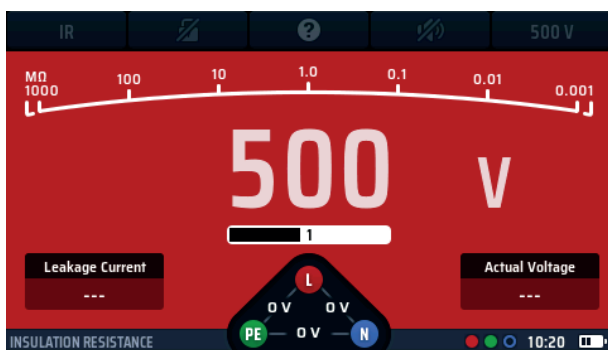 IR ? 500 V
MΩ
1000 100 10 1.0 0.1 0.01 0.001
500 V
1
Leakage Current
---
Actual Voltage
---
L
0 V 0 V
PE 0 V N
INSULATION RESISTANCE 10:20